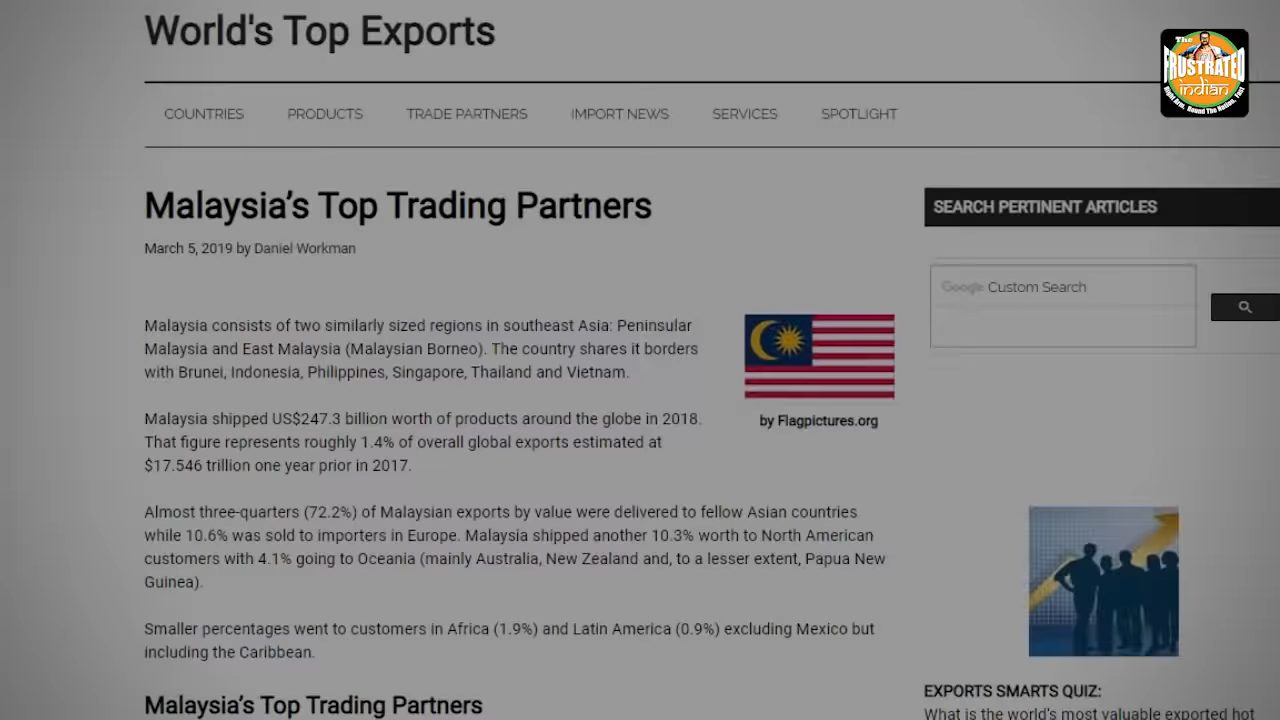 World's Top Exports
The
FRUSTRATED
indian
Right Arm. Round The Nation. Fast
COUNTRIES PRODUCTS TRADE PARTNERS IMPORT NEWS SERVICES SPOTLIGHT
Malaysia's Top Trading Partners
March 5, 2019 by Daniel Workman
Malaysia consists of two similarly sized regions in southeast Asia: Peninsular
Malaysia and East Malaysia (Malaysian Borneo). The country shares it borders
with Brunei, Indonesia, Philippines, Singapore, Thailand and Vietnam.
by Flagpictures.org
Malaysia shipped US$247.3 billion worth of products around the globe in 2018.
That figure represents roughly 1.4% of overall global exports estimated at
$17.546 trillion one year prior in 2017.
Almost three-quarters (72.2%) of Malaysian exports by value were delivered to fellow Asian countries
while 10.6% was sold to importers in Europe. Malaysia shipped another 10.3% worth to North American
customers with 4.1% going to Oceania (mainly Australia, New Zealand and, to a lesser extent, Papua New
Guinea).
Smaller percentages went to customers in Africa (1.9%) and Latin America (0.9%) excluding Mexico but
including the Caribbean.
Malaysia's Top Trading Partners
SEARCH PERTINENT ARTICLES
Google Custom Search
EXPORTS SMARTS QUIZ:
What is the world's most valuable exported hot